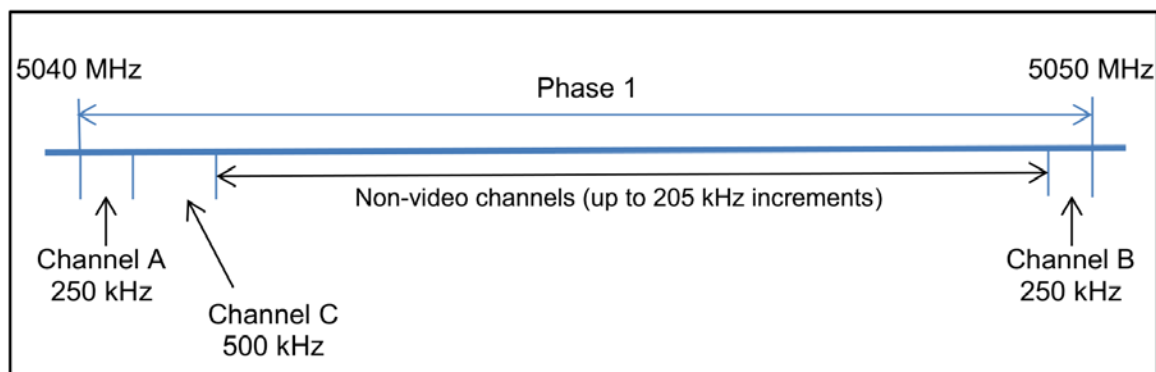 5040 MHz
5050 MHz
Phase 1
Non-video channels (up to 205 kHz increments)
Channel A
250 kHz
Channel B
250 kHz
Channel C
500 kHz